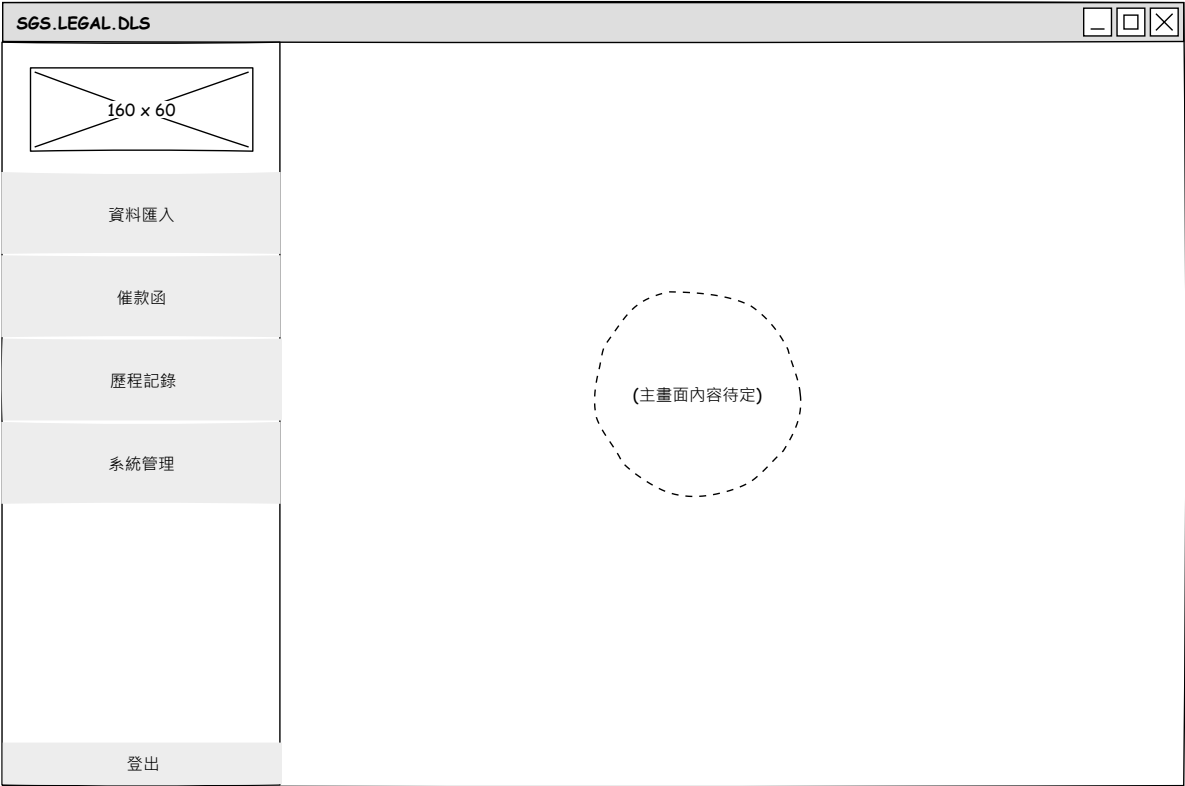 SGS.LEGAL.DLS
160 x 60
資料匯入
催款函
歷程記錄
系統管理
(主畫面內容待定)
登出